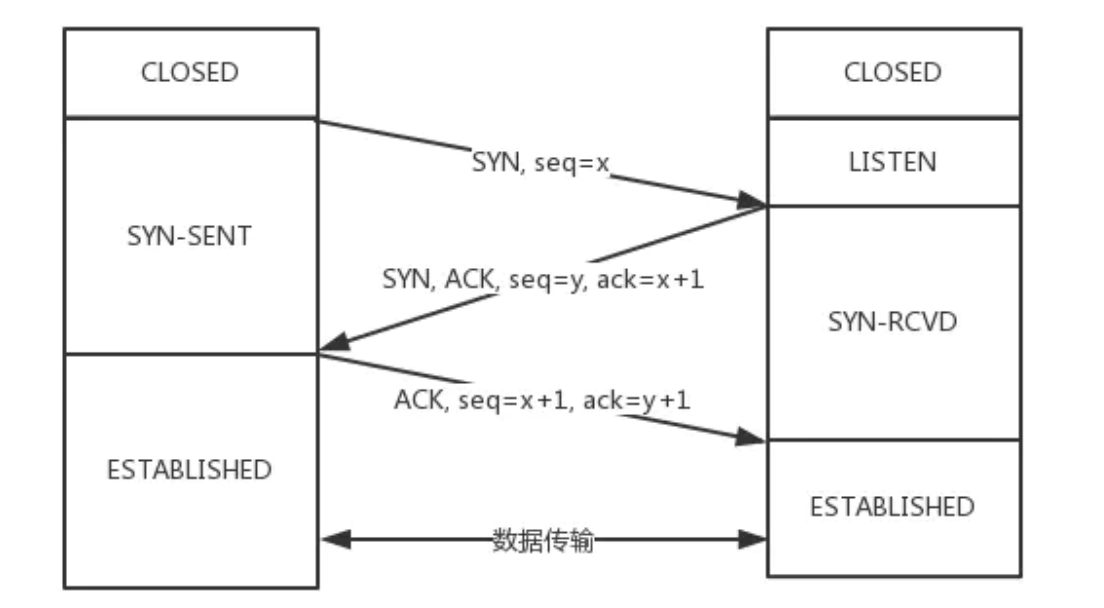 CLOSED
CLOSED
SYN, seq=x
LISTEN
SYN-SENT
SYN, ACK, seq=y, ack=x+1
SYN-RCVD
ACK, seq=x+1, ack=y+1
ESTABLISHED
ESTABLISHED
数据传输